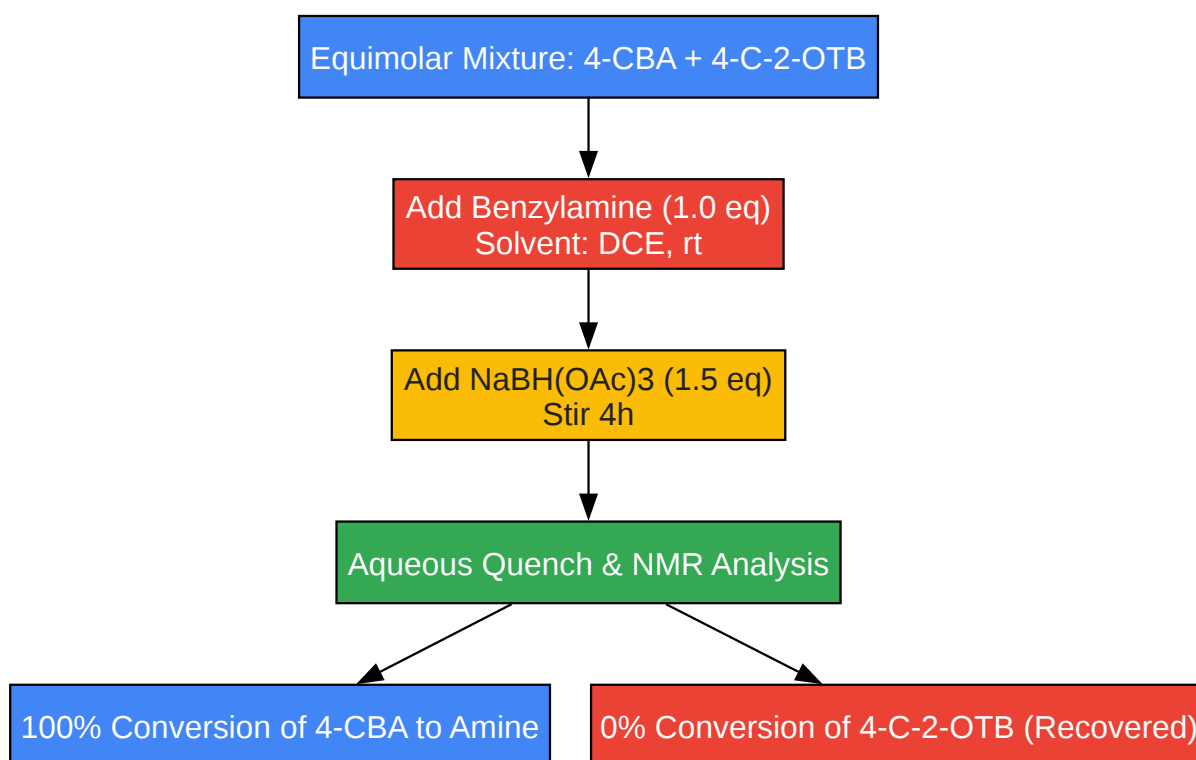 Equimolar Mixture: 4-CBA + 4-C-2-OTB
Add Benzylamine (1.0 eq)
Solvent: DCE, rt
Add NaBH(OAc)3 (1.5 eq)
Stir 4h
Aqueous Quench & NMR Analysis
100% Conversion of 4-CBA to Amine
0% Conversion of 4-C-2-OTB (Recovered)